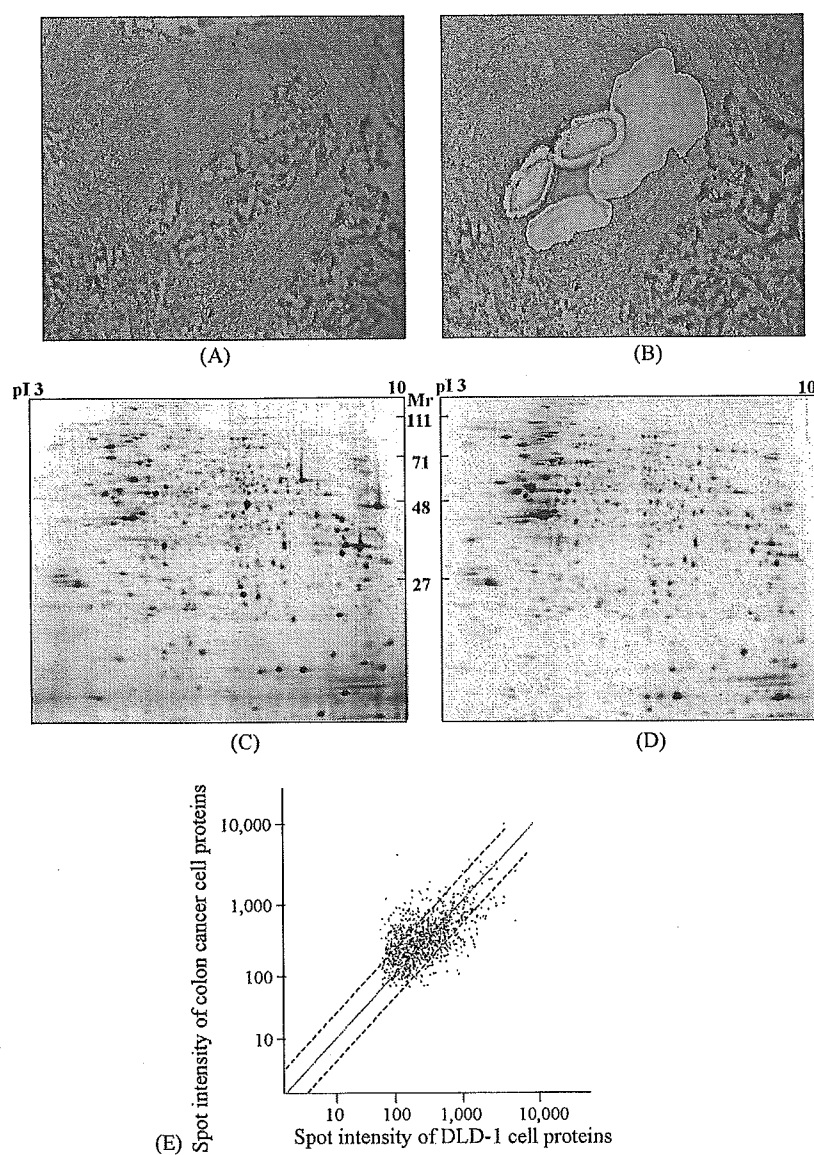 (A)
(B)
pI 3
10
Mr
pI 3
10
111
71
48
27
(C)
(D)
Spot intensity of colon cancer cell proteins
10,000
1,000
100
10
10
100
1,000
10,000
(E)
Spot intensity of DLD-1 cell proteins